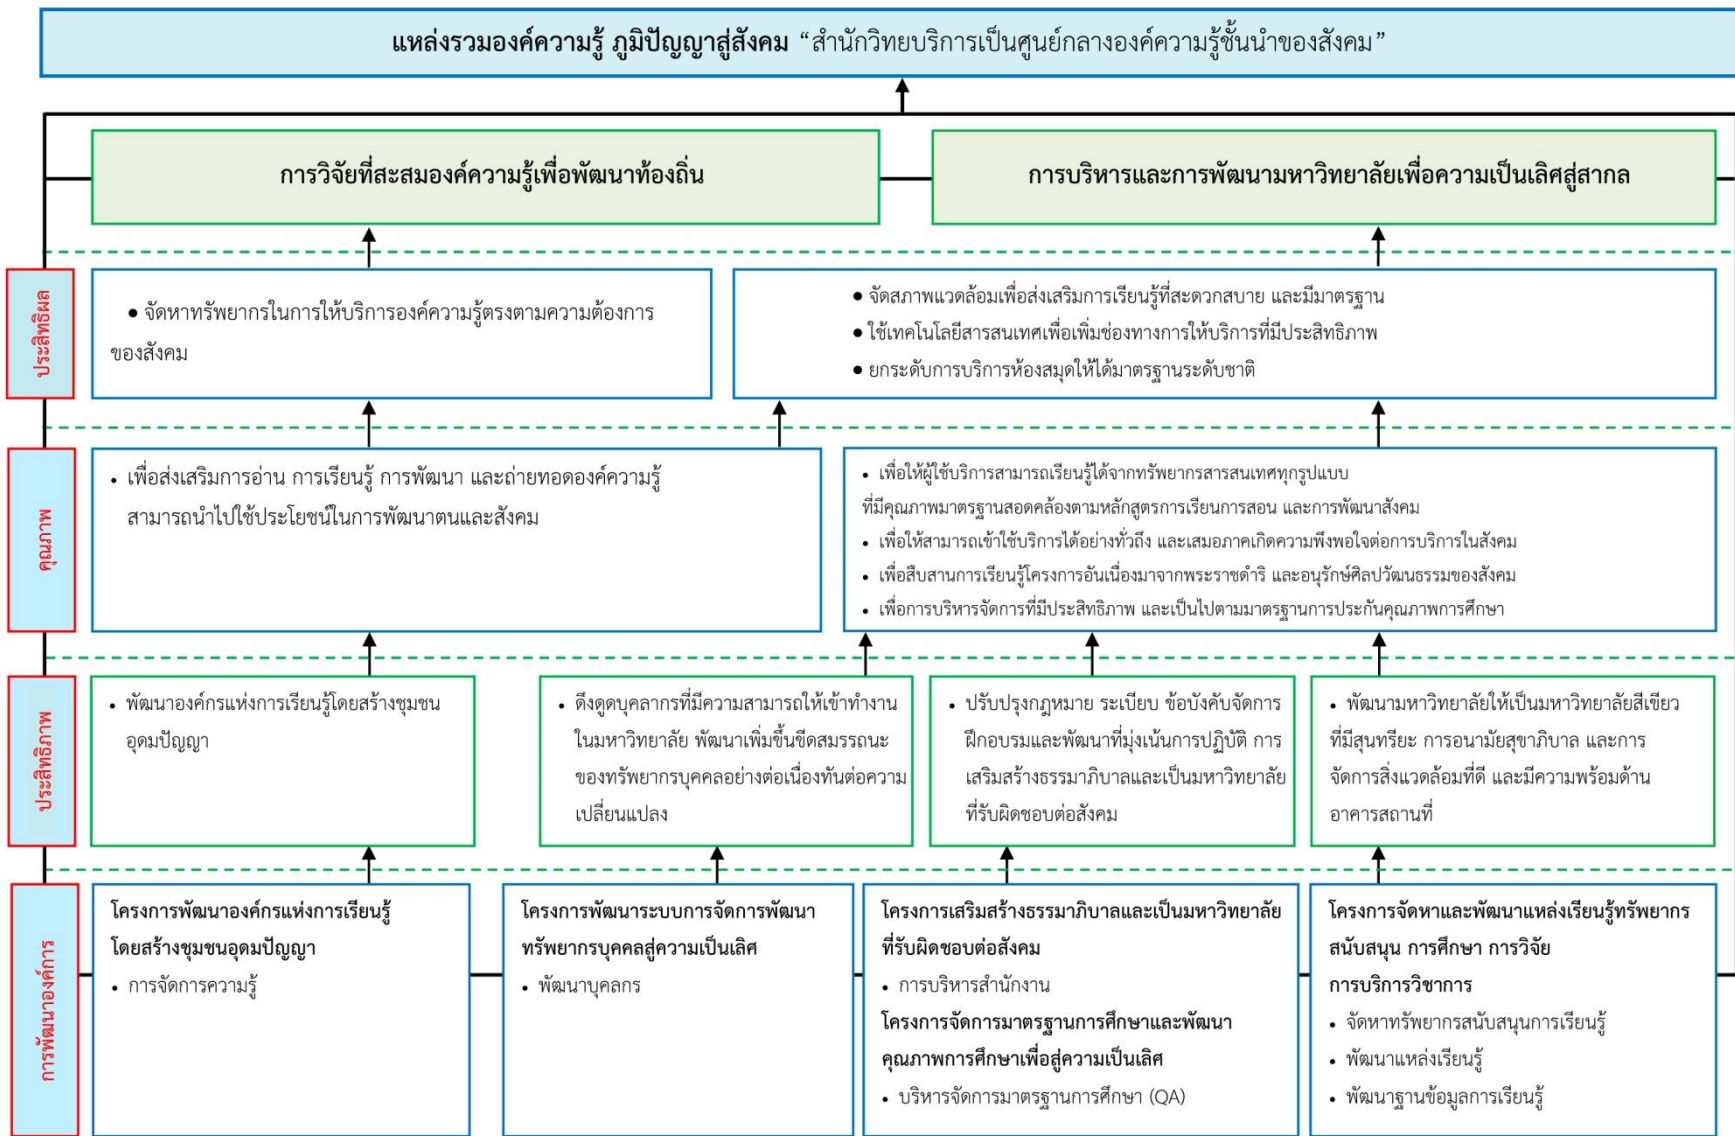 แหล่งรวมองค์ความรู้ ภูมิปัญญาสู่สังคม “สำนักวิทยบริการเป็นศูนย์กลางองค์ความรู้ชั้นนำของสังคม”
การวิจัยที่สะสมองค์ความรู้เพื่อพัฒนาท้องถิ่น
การบริหารและการพัฒนามหาวิทยาลัยเพื่อความเป็นเลิศสู่สากล
ประสิทธิผล
● จัดหาทรัพยากรในการให้บริการองค์ความรู้ตรงตามความต้องการ
ของสังคม
● จัดสภาพแวดล้อมเพื่อส่งเสริมการเรียนรู้ที่สะดวกสบาย และมีมาตรฐาน
● ใช้เทคโนโลยีสารสนเทศเพื่อเพิ่มช่องทางการให้บริการที่มีประสิทธิภาพ
● ยกระดับการบริการห้องสมุดให้ได้มาตรฐานระดับชาติ
คุณภาพ
• เพื่อส่งเสริมการอ่าน การเรียนรู้ การพัฒนา และถ่ายทอดองค์ความรู้
สามารถนำไปใช้ประโยชน์ในการพัฒนาตนและสังคม
• เพื่อให้ผู้ใช้บริการสามารถเรียนรู้ได้จากทรัพยากรสารสนเทศทุกรูปแบบ
ที่มีคุณภาพมาตรฐานสอดคล้องตามหลักสูตรการเรียนการสอน และการพัฒนาสังคม
• เพื่อให้สามารถเข้าใช้บริการได้อย่างทั่วถึง และเสมอภาคเกิดความพึงพอใจต่อการบริการในสังคม
• เพื่อสืบสานการเรียนรู้โครงการอันเนื่องมาจากพระราชดำริ และอนุรักษ์ศิลปวัฒนธรรมของสังคม
• เพื่อการบริหารจัดการที่มีประสิทธิภาพ และเป็นไปตามมาตรฐานการประกันคุณภาพการศึกษา
ประสิทธิภาพ
• พัฒนาองค์กรแห่งการเรียนรู้โดยสร้างชุมชน
อุดมปัญญา
• ดึงดูดบุคลากรที่มีความสามารถให้เข้าทำงาน
ในมหาวิทยาลัย พัฒนาเพิ่มขึ้นขีดสมรรถนะ
ของทรัพยากรบุคคลอย่างต่อเนื่องทันต่อความ
เปลี่ยนแปลง
• ปรับปรุงกฎหมาย ระเบียบ ข้อบังคับจัดการ
ฝึกอบรมและพัฒนาที่มุ่งเน้นการปฏิบัติ การ
เสริมสร้างธรรมาภิบาลและเป็นมหาวิทยาลัย
ที่รับผิดชอบต่อสังคม
• พัฒนามหาวิทยาลัยให้เป็นมหาวิทยาลัยสีเขียว
ที่มีสุนทรียะ การอนามัยสุขาภิบาล และการ
จัดการสิ่งแวดล้อมที่ดี และมีความพร้อมด้าน
อาคารสถานที่
การพัฒนาองค์การ
โครงการพัฒนาองค์กรแห่งการเรียนรู้
โดยสร้างชุมชนอุดมปัญญา
• การจัดการความรู้
โครงการพัฒนาระบบการจัดการพัฒนา
ทรัพยากรบุคคลสู่ความเป็นเลิศ
• พัฒนาบุคลากร
โครงการเสริมสร้างธรรมาภิบาลและเป็นมหาวิทยาลัย
ที่รับผิดชอบต่อสังคม
• การบริหารสำนักงาน
โครงการจัดการมาตรฐานการศึกษาและพัฒนา
คุณภาพการศึกษาเพื่อสู่ความเป็นเลิศ
• บริหารจัดการมาตรฐานการศึกษา (QA)
โครงการจัดหาและพัฒนาแหล่งเรียนรู้ทรัพยากร
สนับสนุน การศึกษา การวิจัย
การบริการวิชาการ
• จัดหาทรัพยากรสนับสนุนการเรียนรู้
• พัฒนาแหล่งเรียนรู้
• พัฒนาฐานข้อมูลการเรียนรู้